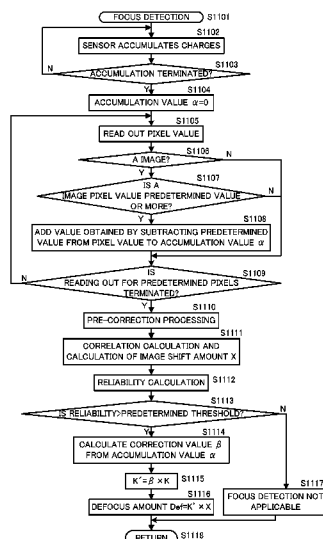 FOCUS DETECTION S1101
S1102
SENSOR ACCUMULATES CHARGES
S1103
N
ACCUMULATION TERMINATED?
Y S1104
ACCUMULATION VALUE α=0
S1105
READ OUT PIXEL VALUE
S1106
A IMAGE? N
Y S1107
IS A
IMAGE PIXEL VALUE PREDETERMINED VALUE
OR MORE?
N
Y S1108
ADD VALUE OBTAINED BY SUBTRACTING PREDETERMINED
VALUE FROM PIXEL VALUE TO ACCUMULATION VALUE α
S1109
N
IS
READING OUT FOR PREDETERMINED PIXELS
TERMINATED?
Y S1110
PRE-CORRECTION PROCESSING
S1111
CORRELATION CALCULATION AND
CALCULATION OF IMAGE SHIFT AMOUNT X
S1112
RELIABILITY CALCULATION
S1113
IS RELIABILITY>PREDETERMINED THRESHOLD? N
Y S1114
CALCULATE CORRECTION VALUE β
FROM ACCUMULATION VALUE α
S1115
K´=β × K
S1116
DEFOCUS AMOUNT Def=K´ × X
S1117
FOCUS DETECTION NOT
APPLICABLE
RETURN S1118